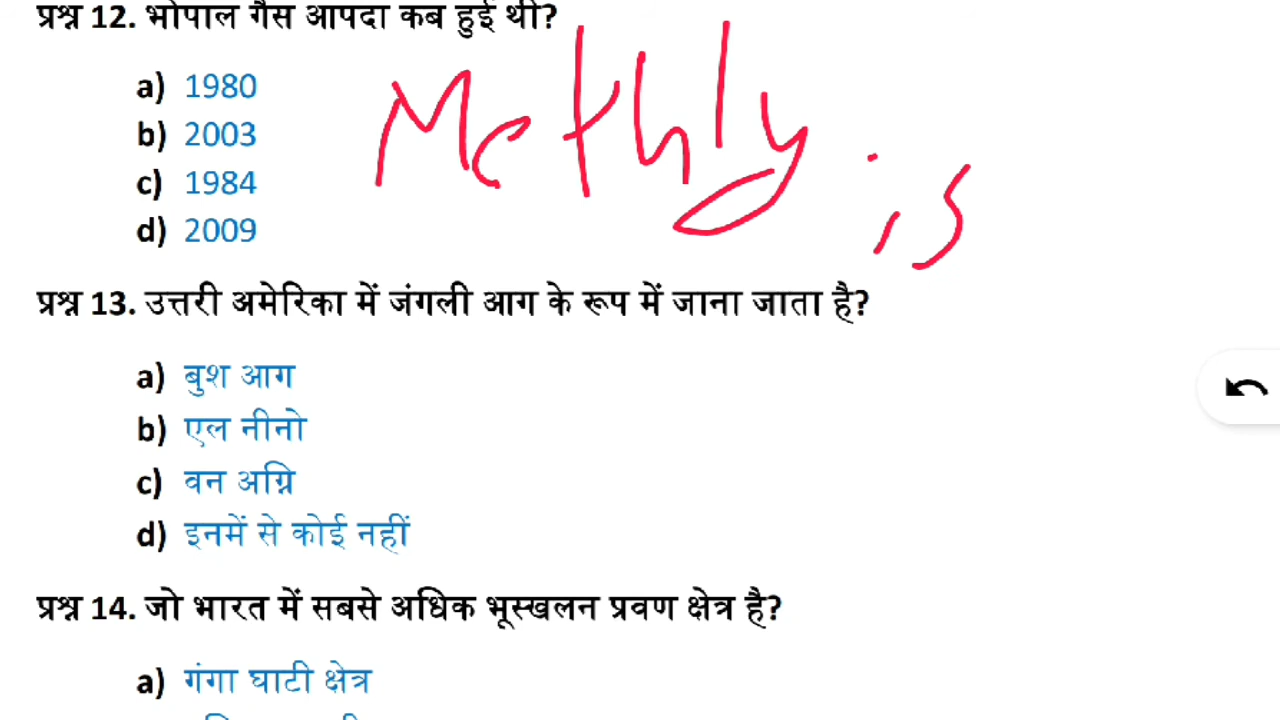 प्रश्न 12. भोपाल गैस आपदा कब हुई थी?
a) 1980
b) 2003
c) 1984
d) 2009
Methly is
प्रश्न 13. उत्तरी अमेरिका में जंगली आग के रूप में जाना जाता है?
a) बुश आग
b) एल नीनो
c) वन अग्नि
d) इनमें से कोई नहीं
प्रश्न 14. जो भारत में सबसे अधिक भूस्खलन प्रवण क्षेत्र है?
a) गंगा घाटी क्षेत्र